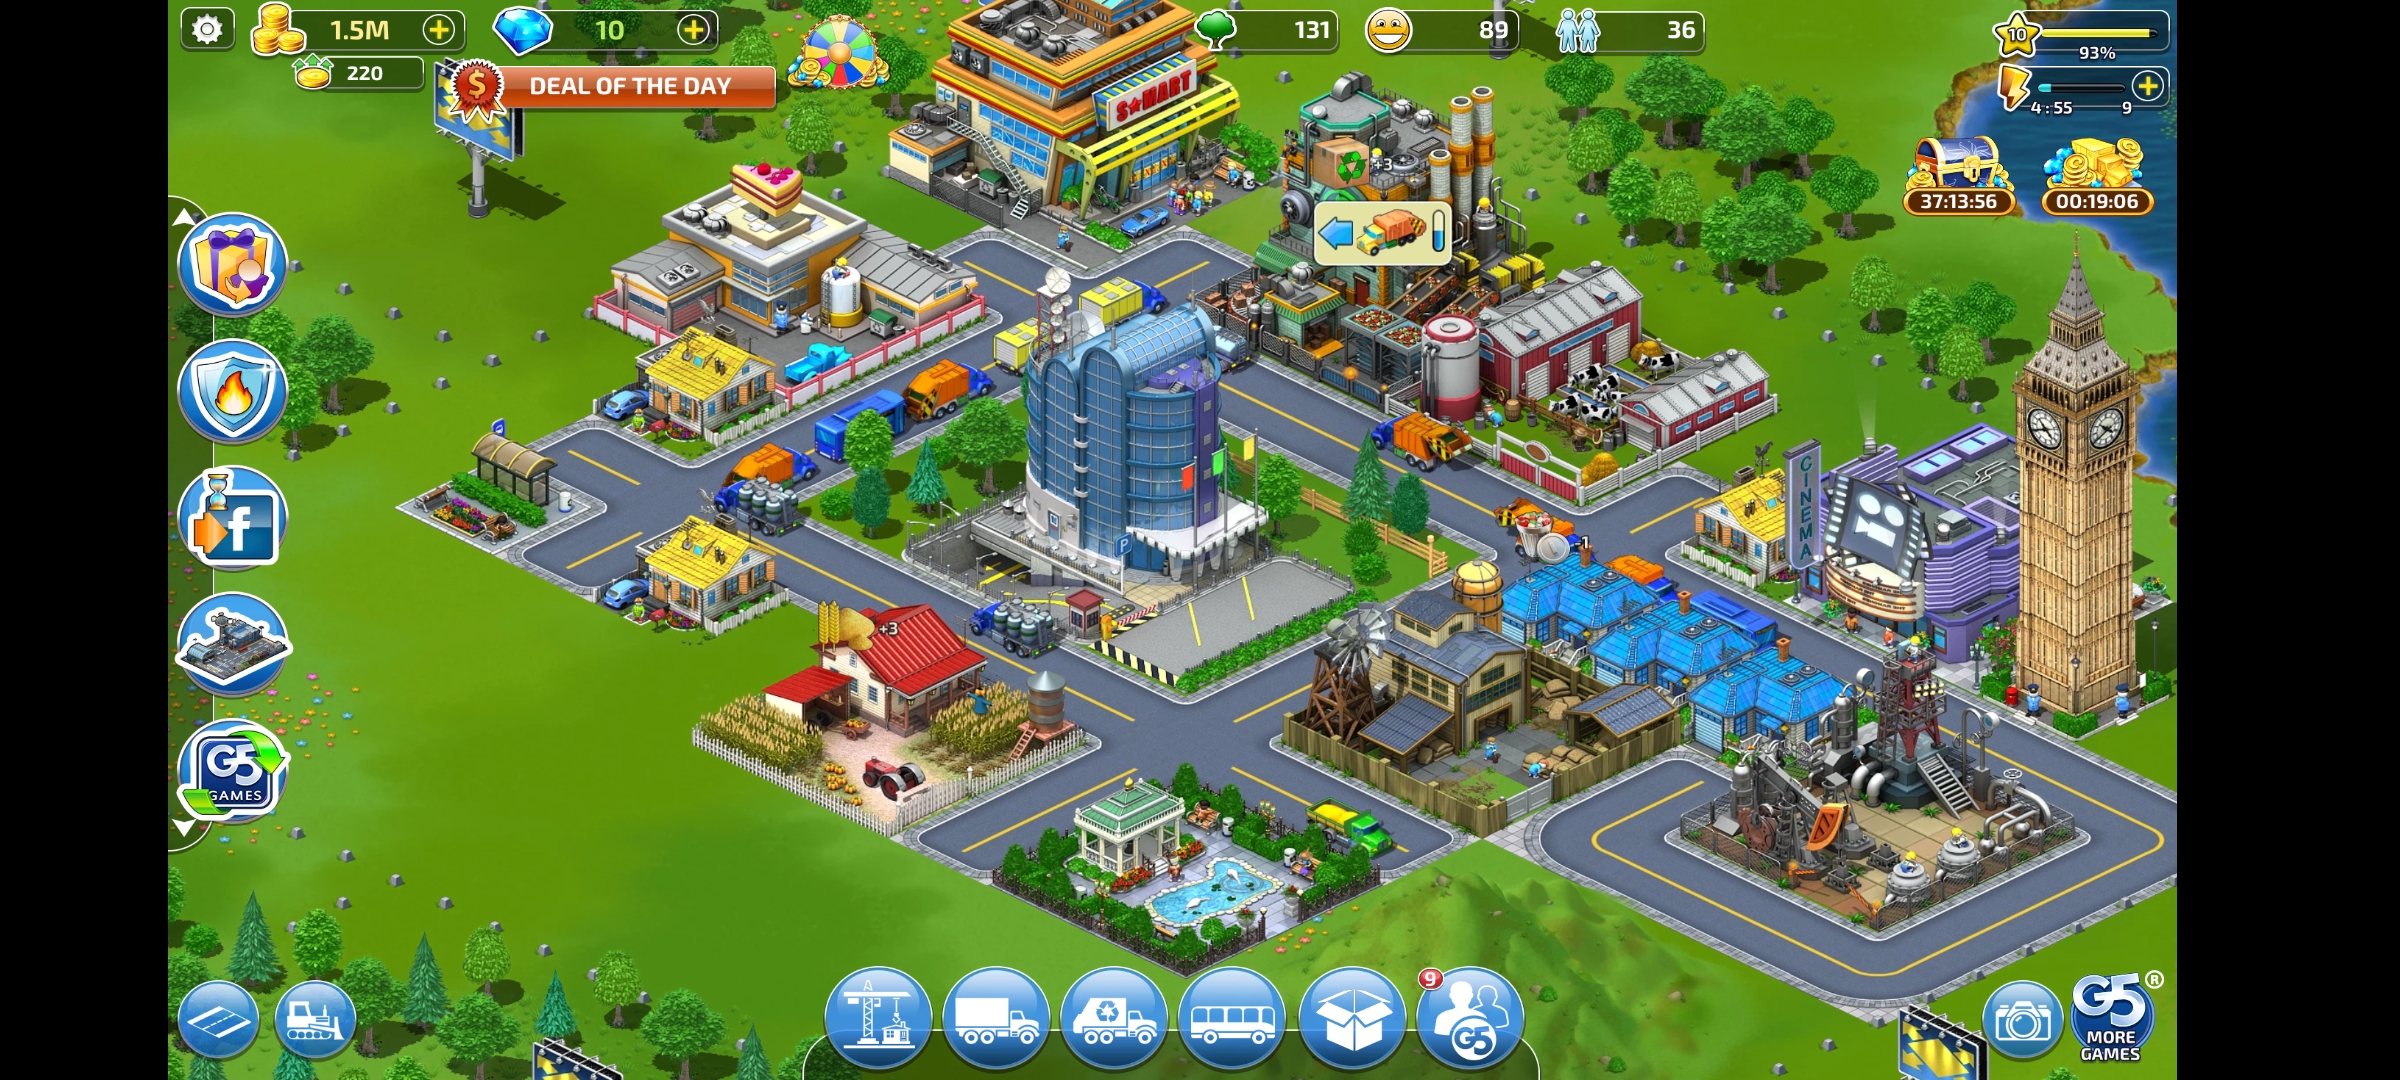 1.5M
10
131
89
36
10
93%
220
DEAL OF THE DAY
4:55
9
S★MART
+3
37:13:56
00:19:06
CINEMA
-1
P
+3
f
G5
GAMES
A
9
G5
G5®
MORE
GAMES